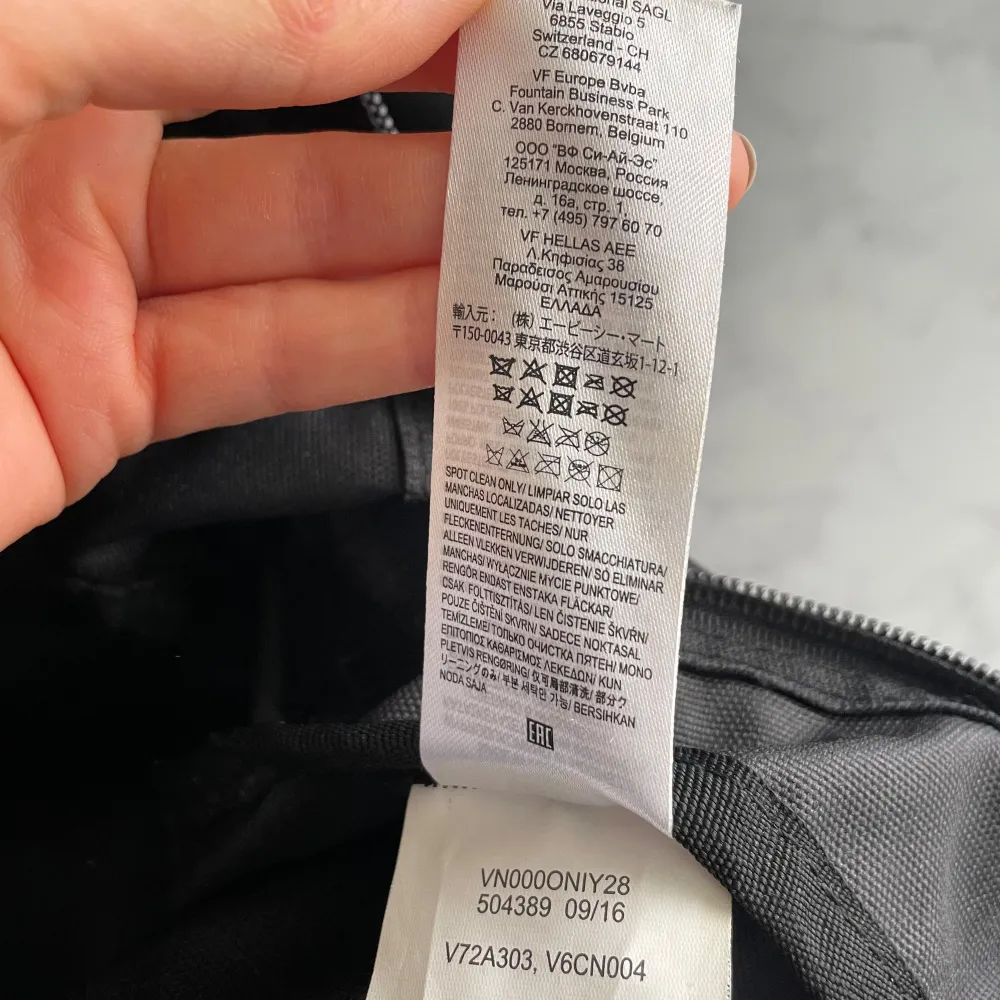 SAGL
Via Laveggio 5
6855 Stabio
Switzerland - CH
CZ 680679144
VF Europe Bvba
Fountain Business Park
C. Van Kerckhovenstraat 110
2880 Bornem, Belgium
ООО "ВФ Си-Ай-Эс"
125171 Москва, Россия
Ленинградское шоссе,
д. 16а, стр. 1,
тел. +7 (495) 797 60 70
VF HELLAS AEE
Λ.Κηφισίας 38
Παραδεισος Αμαρουσίου
Μαρούσι Αττικής 15125
ΕΛΛΑΔΑ
輸入元： (株) エービーシー・マート
〒150-0043 東京都渋谷区道玄坂1-12-1
SPOT CLEAN ONLY/ LIMPIAR SOLO LAS
MANCHAS LOCALIZADAS/ NETTOYER
UNIQUEMENT LES TACHES/ NUR
FLECKENENTFERNUNG/ SOLO SMACCHIATURA/
ALLEEN VLEKKEN VERWIJDEREN/ SÓ ELIMINAR
MANCHAS/ WYŁĄCZNIE MYCIE PUNKTOWE/
RENGÖR ENDAST ENSTAKA FLÄCKAR/
CSAK FOLTTISZTÍTÁS/ LEN ČISTENIE ŠKVŔN/
POUZE ČIŠTĚNÍ SKVRN/ SADECE NOKTASAL
TEMIZLEME/ ТОЛЬКО ОЧИСТКА ПЯТЕН/ ΜΟΝΟ
ΕΠΙΤΟΠΙΟΣ ΚΑΘΑΡΙΣΜΟΣ ΛΕΚΕΔΩΝ/ KUN
PLETVIS RENGØRING/ 仅可局部清洗/ 部分ク
リーニングのみ/ 부분 세탁만 가능/ BERSIHKAN
NODA SAJA
EAC
VN000ONIY28
504389 09/16
V72A303, V6CN004